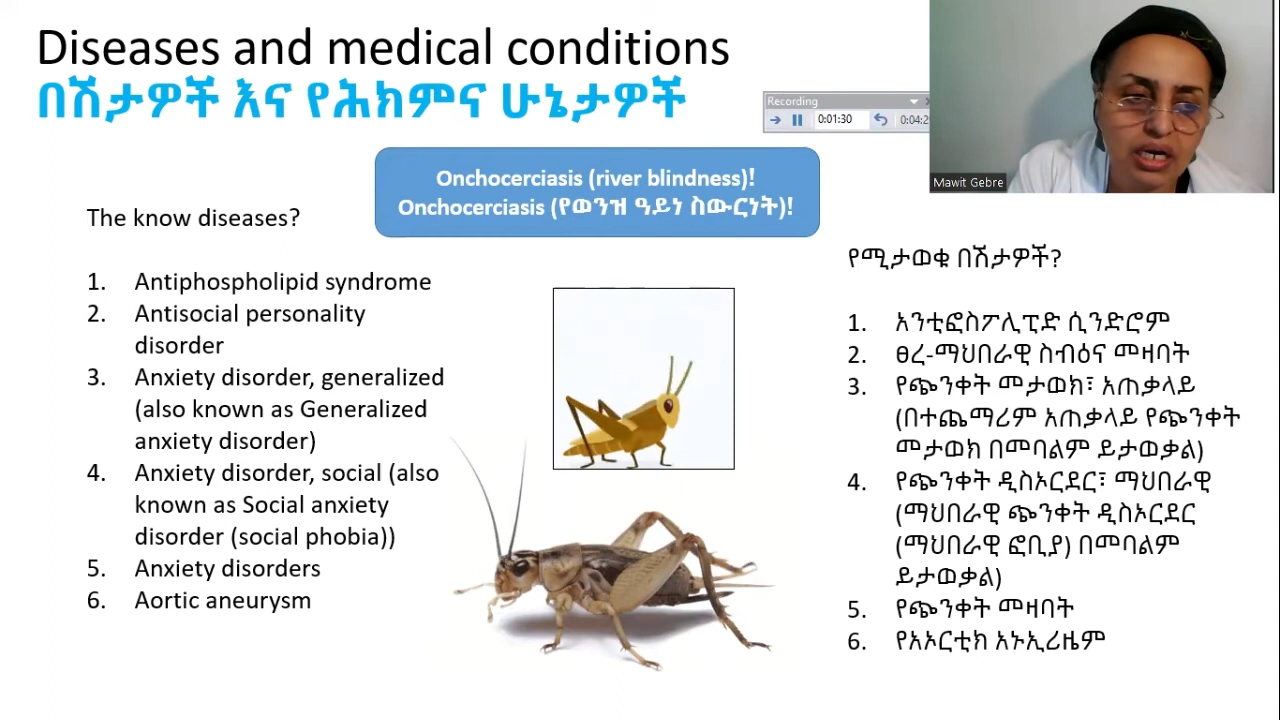 Diseases and medical conditions
በሽታዎች እና የሕክምና ሁኔታዎች
Recording
0:01:30
Mawit Gebre
Onchocerciasis (river blindness)!
Onchocerciasis (የወንዝ ዓይነ ስውርነት)!
The know diseases?
1. Antiphospholipid syndrome
2. Antisocial personality
disorder
3. Anxiety disorder, generalized
(also known as Generalized
anxiety disorder)
4. Anxiety disorder, social (also
known as Social anxiety
disorder (social phobia))
5. Anxiety disorders
6. Aortic aneurysm
የሚታወቁ በሽታዎች?
1. አንቲፎስፖሊፒድ ሲንድሮም
2. ፀረ-ማህበራዊ ስብዕና መዛባት
3. የጭንቀት መታወክ፣ አጠቃላይ
(በተጨማሪም አጠቃላይ የጭንቀት
መታወክ በመባልም ይታወቃል)
4. የጭንቀት ዲስኦርደር፣ ማህበራዊ
(ማህበራዊ ጭንቀት ዲስኦርደር
(ማህበራዊ ፎቢያ) በመባልም
ይታወቃል)
5. የጭንቀት መዛባት
6. የአኦርቲክ አኑኢሪዜም